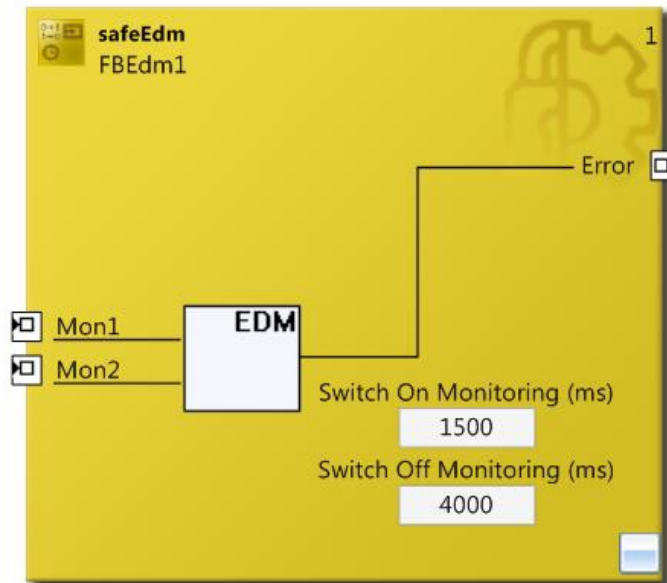 safeEdm
1
FBEdm1
Error
EDM
Mon1
Mon2
Switch On Monitoring (ms)
1500
Switch Off Monitoring (ms)
4000